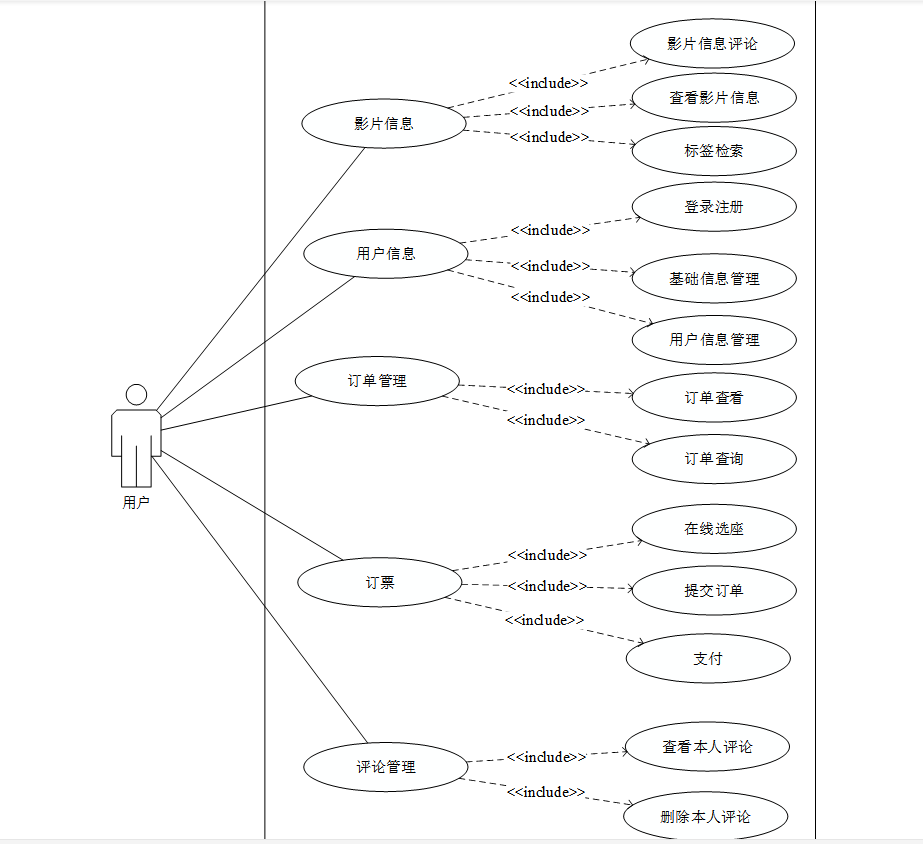 影片信息评论
<<include>>
查看影片信息
<<include>>
影片信息
<<include>>
标签检索
登录注册
<<include>>
用户信息
<<include>>
基础信息管理
<<include>>
用户信息管理
订单管理
<<include>>
订单查看
<<include>>
订单查询
用户
在线选座
<<include>>
订票
<<include>>
提交订单
<<include>>
支付
查看本人评论
<<include>>
评论管理
<<include>>
删除本人评论